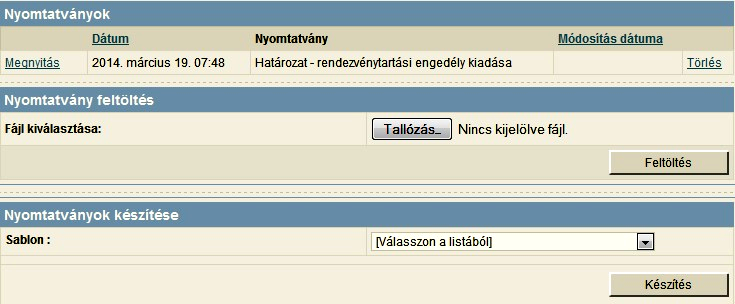 Nyomtatványok
Dátum Nyomtatvány Módosítás dátuma
Megnyitás 2014. március 19. 07:48 Határozat - rendezvénytartási engedély kiadása Törlés
Nyomtatvány feltöltés
Fájl kiválasztása: Tallózás... Nincs kijelölve fájl.
Feltöltés
Nyomtatványok készítése
Sablon : [Válasszon a listából]
Készítés